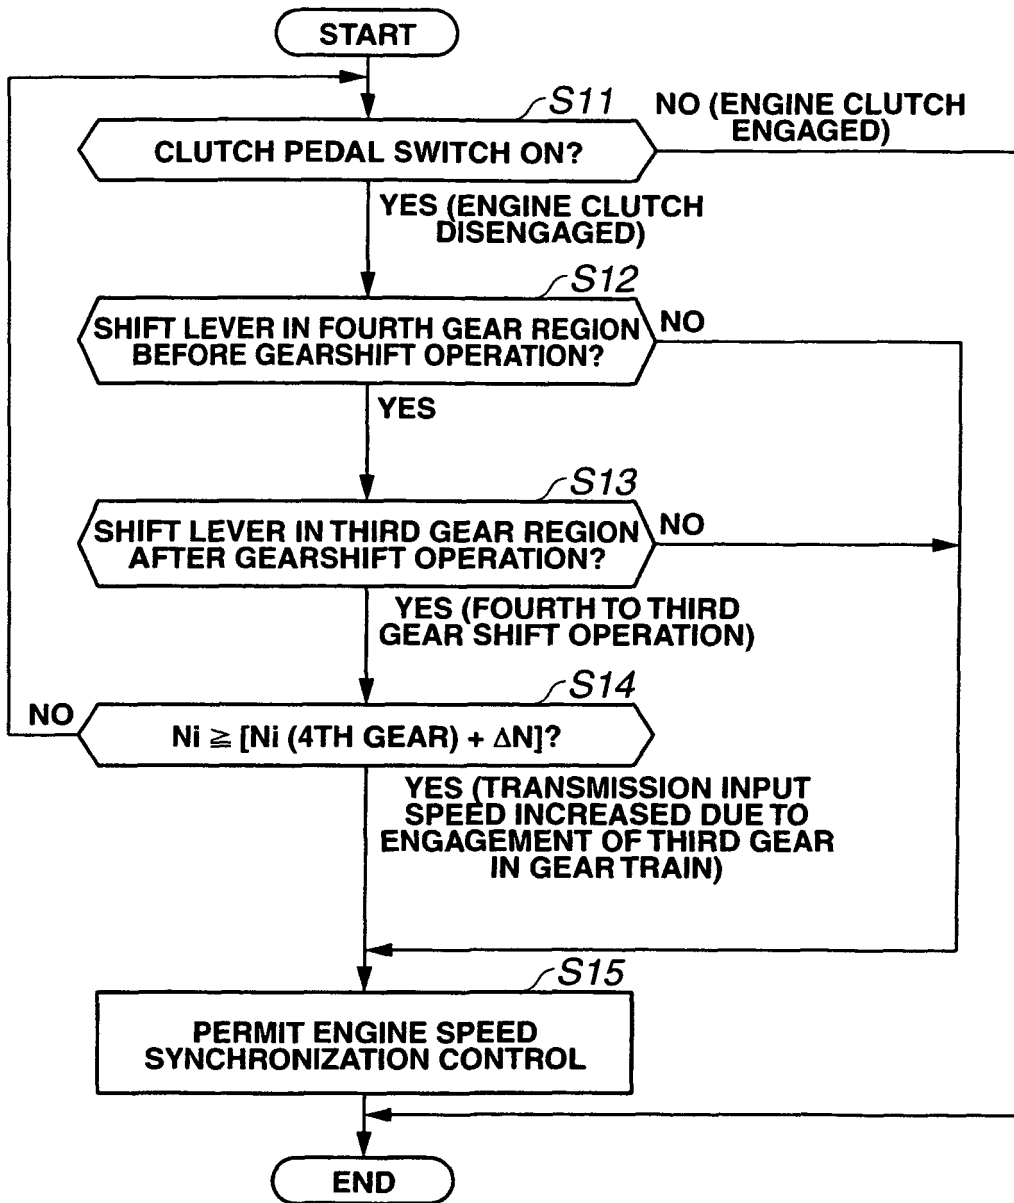 START
S11
NO (ENGINE CLUTCH
ENGAGED)
CLUTCH PEDAL SWITCH ON?
YES (ENGINE CLUTCH
DISENGAGED)
S12
SHIFT LEVER IN FOURTH GEAR REGION
BEFORE GEARSHIFT OPERATION?
NO
YES
S13
SHIFT LEVER IN THIRD GEAR REGION
AFTER GEARSHIFT OPERATION?
NO
YES (FOURTH TO THIRD
GEAR SHIFT OPERATION)
S14
NO
Ni ≧ [Ni (4TH GEAR) + ΔN]?
YES (TRANSMISSION INPUT
SPEED INCREASED DUE TO
ENGAGEMENT OF THIRD GEAR
IN GEAR TRAIN)
S15
PERMIT ENGINE SPEED
SYNCHRONIZATION CONTROL
END